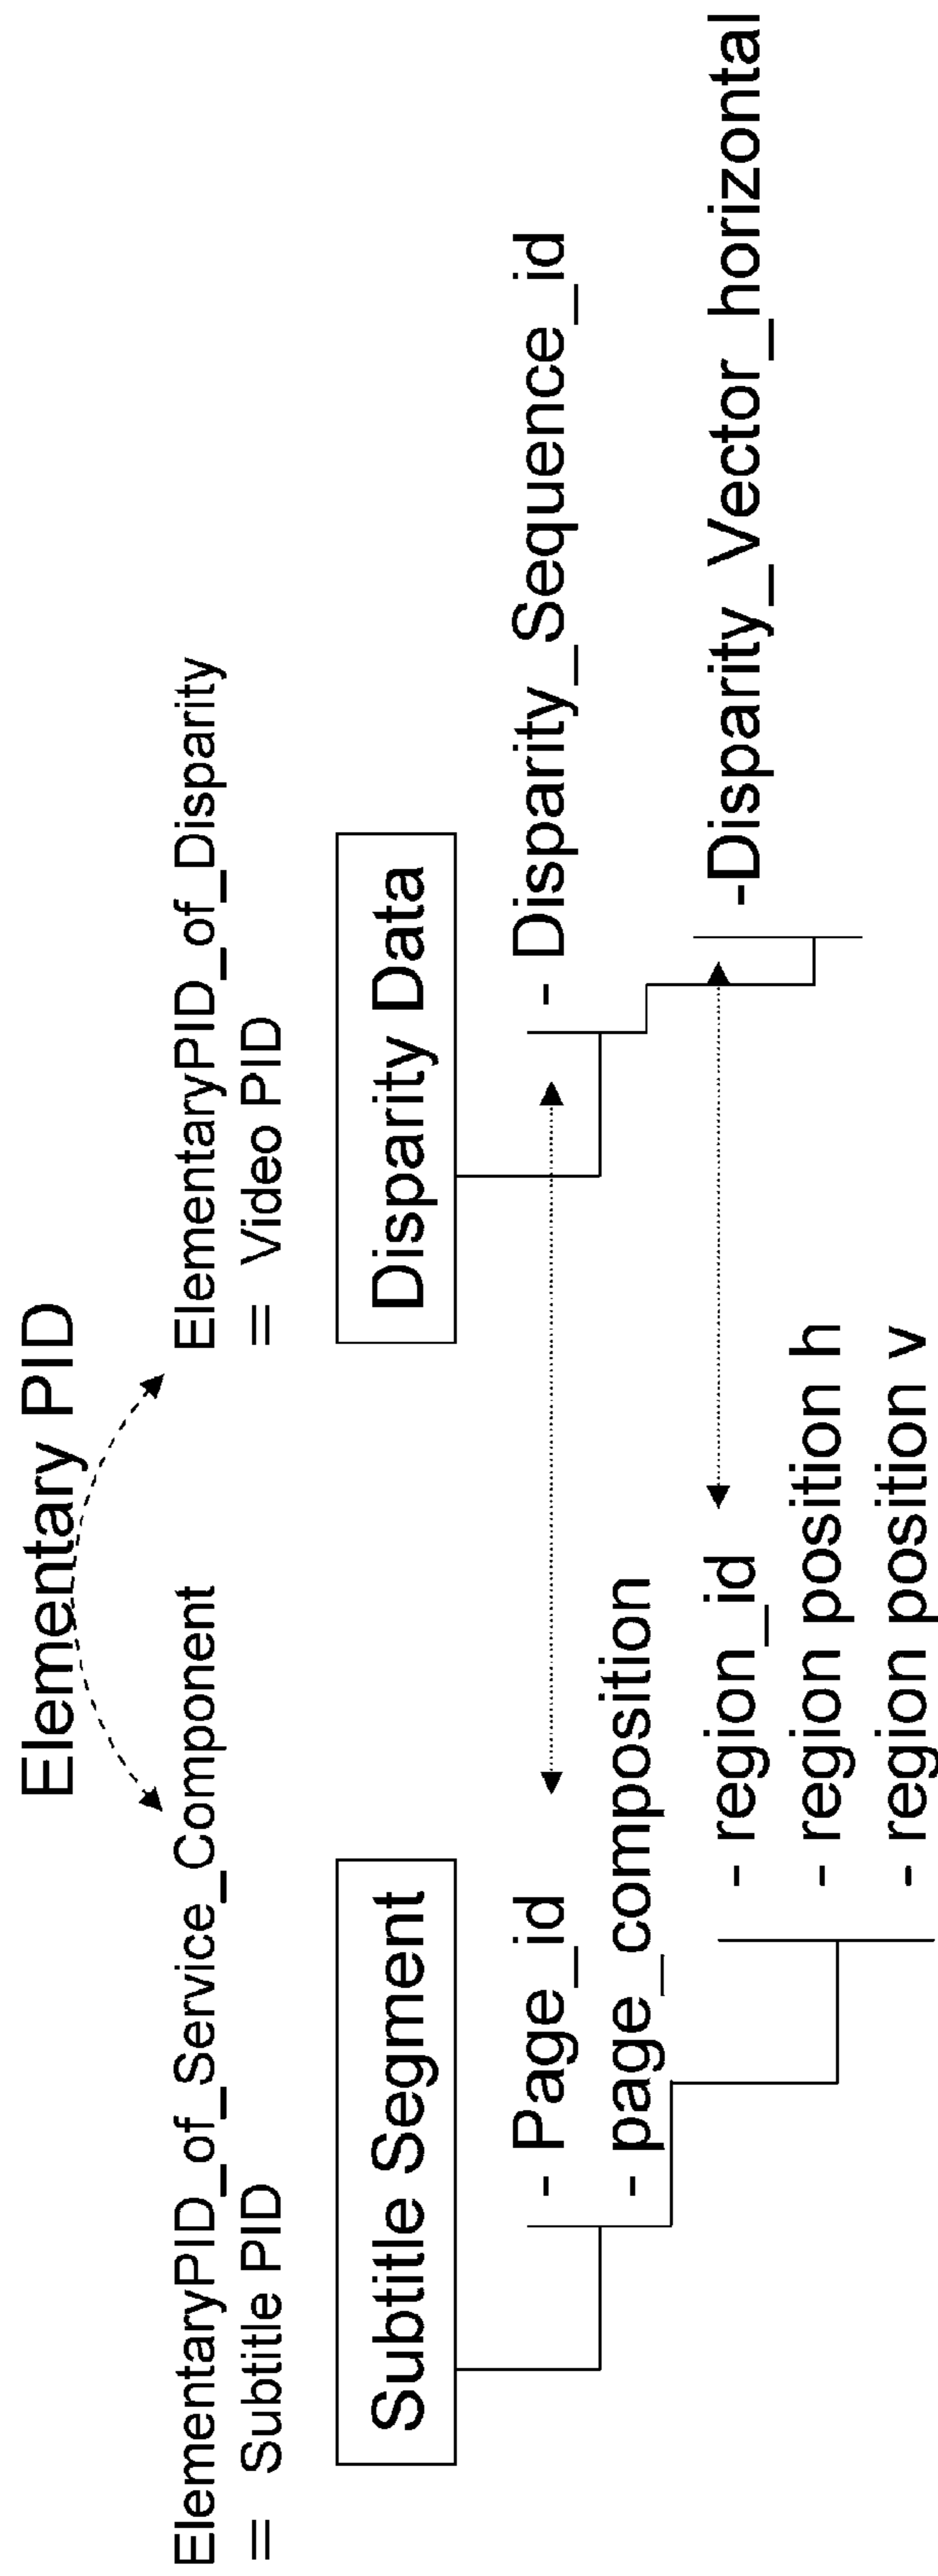 Elementary PID
ElementaryPID_of_Service_Component
= Subtitle PID
ElementaryPID_of_Disparity
= Video PID
Subtitle Segment
- Page_id
- page_composition
- region_id
- region position h
- region position v
Disparity Data
- Disparity_Sequence_id
-Disparity_Vector_horizontal